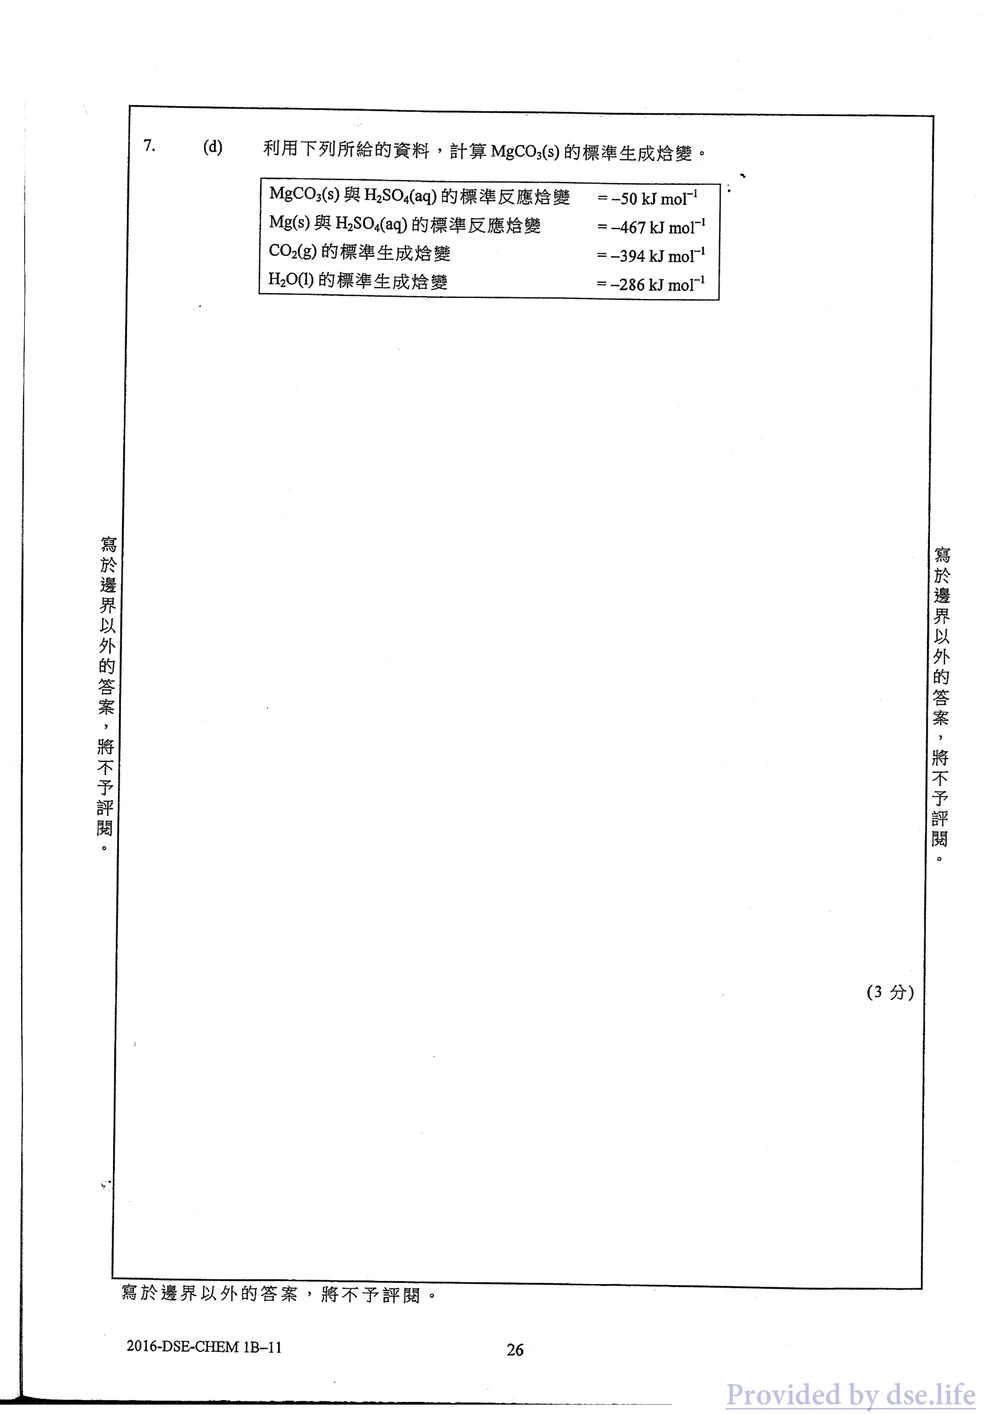 7. (d) 利用下列所給的資料，計算 MgCO₃(s) 的標準生成焓變。
MgCO₃(s) 與 H₂SO₄(aq) 的標準反應焓變 = –50 kJ mol⁻¹
Mg(s) 與 H₂SO₄(aq) 的標準反應焓變 = –467 kJ mol⁻¹
CO₂(g) 的標準生成焓變 = –394 kJ mol⁻¹
H₂O(l) 的標準生成焓變 = –286 kJ mol⁻¹
寫於邊界以外的答案，將不予評閱。
寫於邊界以外的答案，將不予評閱。
(3 分)
寫於邊界以外的答案，將不予評閱。
2016-DSE-CHEM 1B–11
26
Provided by dse.life